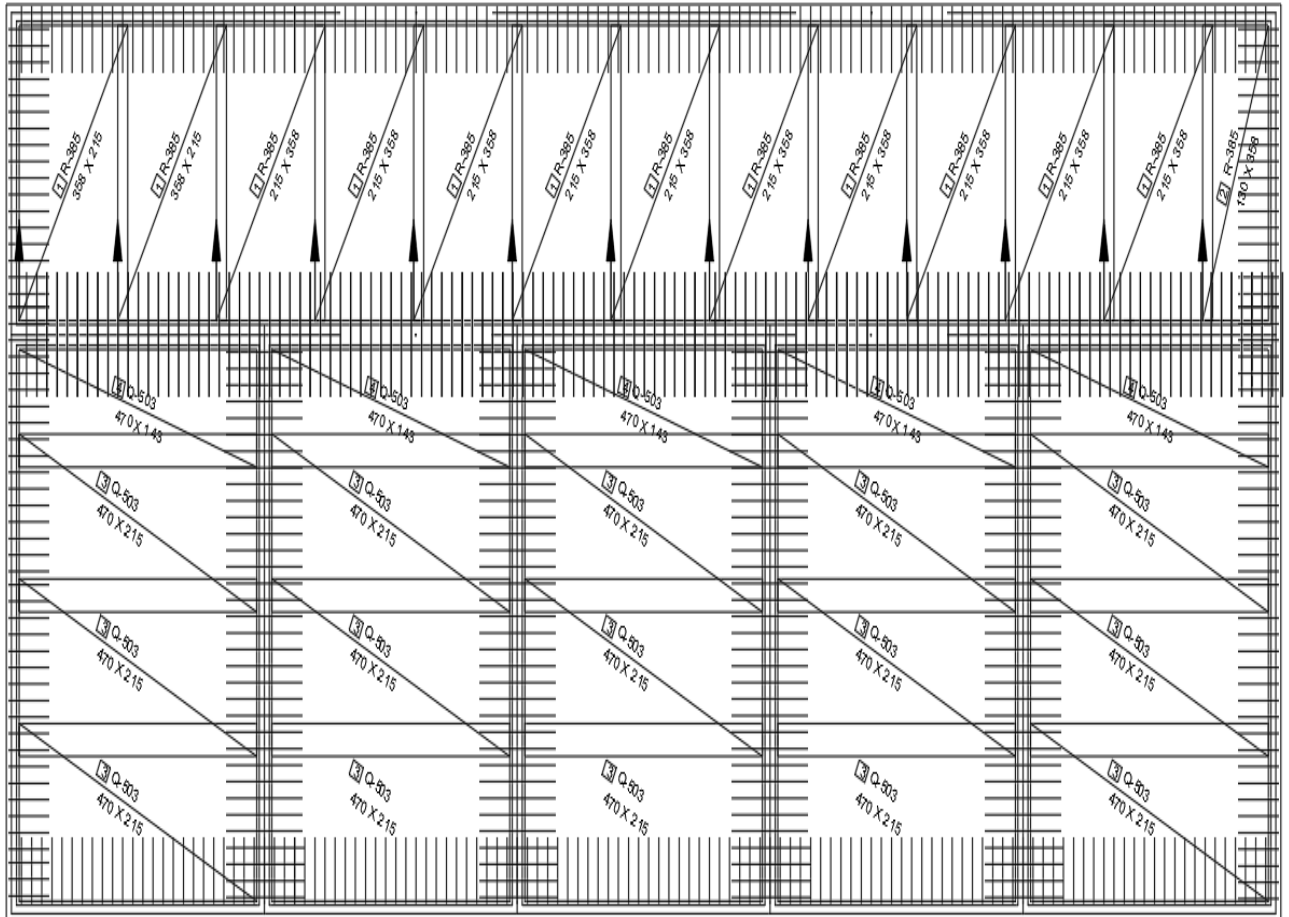 1 R-385
358 X 215
1 R-385
358 X 215
1 R-385
215 X 358
1 R-385
215 X 358
1 R-385
215 X 358
1 R-385
215 X 358
1 R-385
215 X 358
1 R-385
215 X 358
1 R-385
215 X 358
1 R-385
215 X 358
1 R-385
215 X 358
1 R-385
215 X 358
2 R-385
130 X 358
4 Q-503
470 X 143
4 Q-503
470 X 143
4 Q-503
470 X 143
4 Q-503
470 X 143
4 Q-503
470 X 143
3 Q-503
470 X 215
3 Q-503
470 X 215
3 Q-503
470 X 215
3 Q-503
470 X 215
3 Q-503
470 X 215
3 Q-503
470 X 215
3 Q-503
470 X 215
3 Q-503
470 X 215
3 Q-503
470 X 215
3 Q-503
470 X 215
3 Q-503
470 X 215
3 Q-503
470 X 215
3 Q-503
470 X 215
3 Q-503
470 X 215
3 Q-503
470 X 215